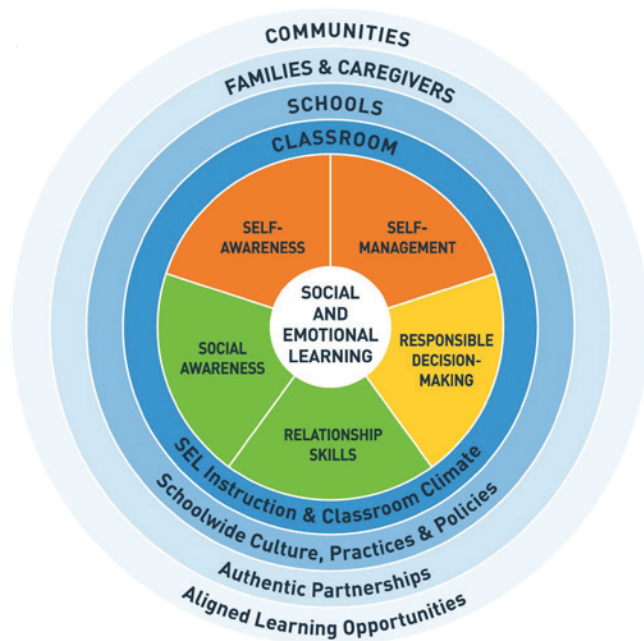 COMMUNITIES
FAMILIES & CAREGIVERS
SCHOOLS
CLASSROOM
SELF-
AWARENESS
SELF-
MANAGEMENT
SOCIAL
AND
EMOTIONAL
LEARNING
SOCIAL
AWARENESS
RESPONSIBLE
DECISION-
MAKING
RELATIONSHIP
SKILLS
SEL Instruction & Classroom Climate
Schoolwide Culture, Practices & Policies
Authentic Partnerships
Aligned Learning Opportunities